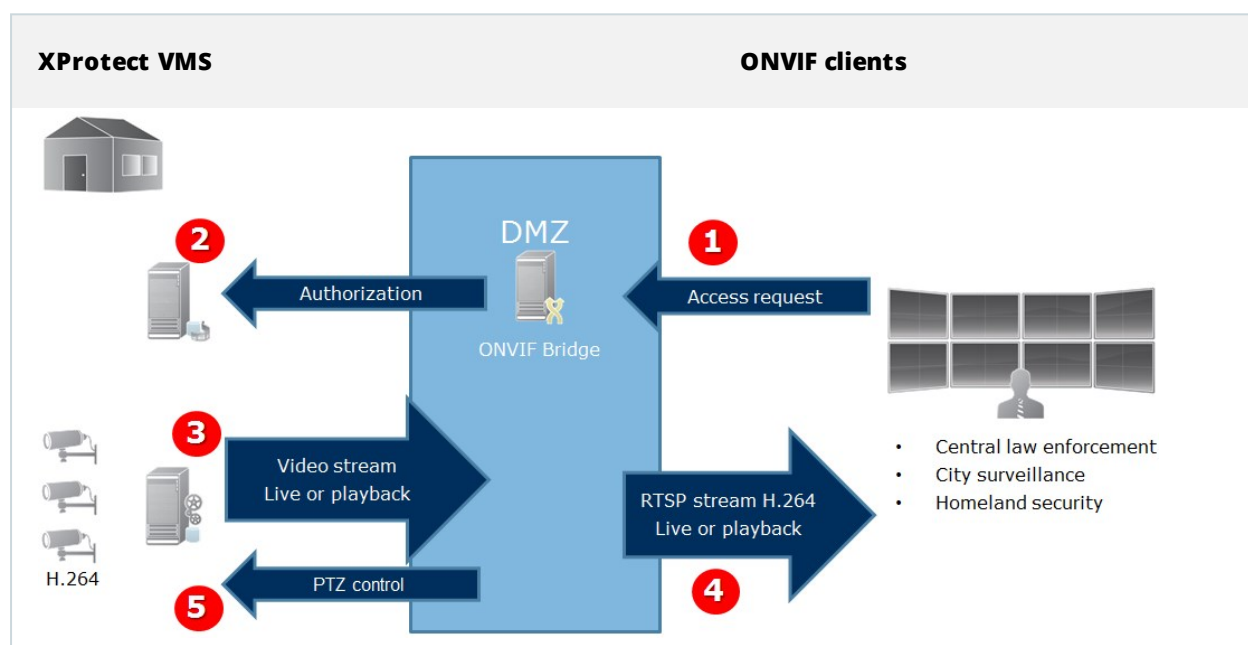 XProtect VMS
ONVIF clients
DMZ
ONVIF Bridge
1
Access request
2
Authorization
3
Video stream
Live or playback
H.264
RTSP stream H.264
Live or playback
4
5
PTZ control
• Central law enforcement
• City surveillance
• Homeland security